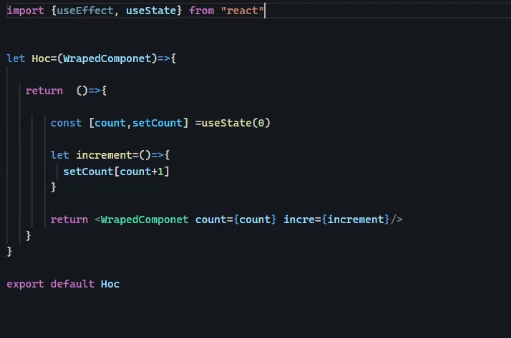 import {useEffect, useState} from "react"
let Hoc=(WrapedComponet)=>{
return ()=>{
const [count,setCount] =useState(0)
let increment=()=>{
setCount[count+1]
}
return <WrapedComponet count={count} incre={increment}/>
}
}
export default Hoc